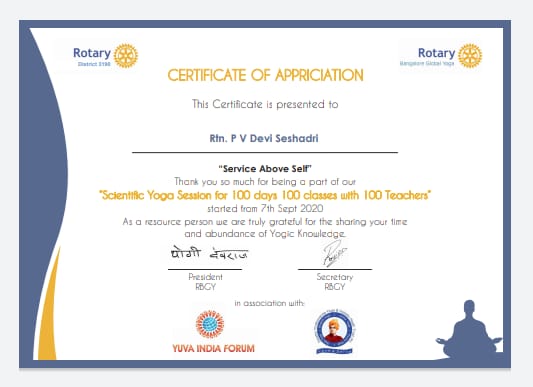 Rotary
District 3190
Rotary
Bangalore Global Yoga
CERTIFICATE OF APPRICIATION
This Certificate is presented to
Rtn. P V Devi Seshadri
“Service Above Self”
Thank you so much for being a part of our
"Scientific Yoga Session for 100 days 100 classes with 100 Teachers"
started from 7th Sept 2020
As a resource person we are truly grateful for the sharing your time
and abundance of Yogic Knowledge.
योगी देवराज
President
RBGY
Secretary
RBGY
in association with:
YUVA INDIA FORUM